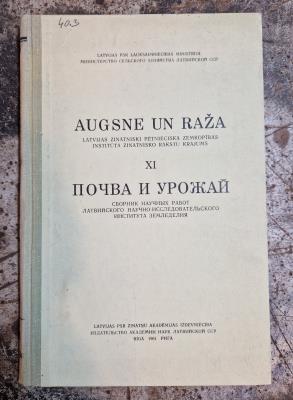 403
LATVIJAS PSR LAUKSAIMNIECĪBAS MINISTRIJA
МИНИСТЕРСТВО СЕЛЬСКОГО ХОЗЯЙСТВА ЛАТВИЙСКОЙ ССР
AUGSNE UN RAŽA
LATVIJAS ZINĀTNISKI PĒTNIECISKĀ ZEMKOPĪBAS
INSTITŪTA ZINĀTNISKO RAKSTU KRĀJUMS
XI
ПОЧВА И УРОЖАЙ
СБОРНИК НАУЧНЫХ РАБОТ
ЛАТВИЙСКОГО НАУЧНО-ИССЛЕДОВАТЕЛЬСКОГО
ИНСТИТУТА ЗЕМЛЕДЕЛИЯ
LATVIJAS PSR ZINĀTŅU AKADĒMIJAS IZDEVNIECĪBA
ИЗДАТЕЛЬСТВО АКАДЕМИИ НАУК ЛАТВИЙСКОЙ ССР
RĪGĀ 1961 РИГА